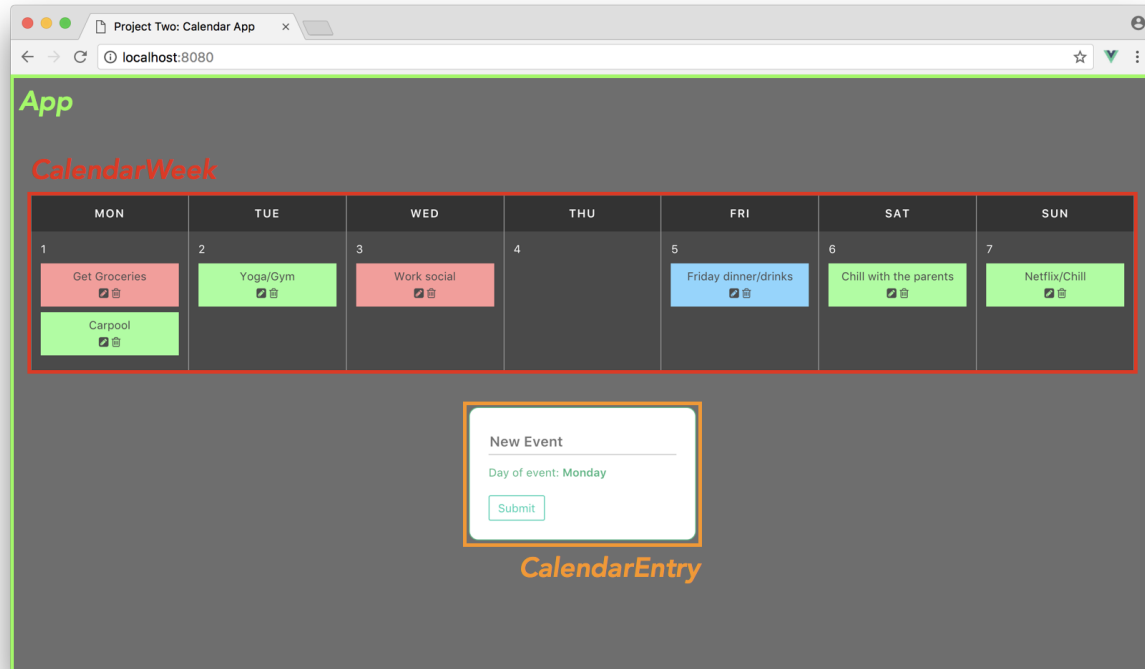 Project Two: Calendar App
localhost:8080
App
CalendarWeek
MON TUE WED THU FRI SAT SUN
1 2 3 4 5 6 7
Get Groceries Yoga/Gym Work social Friday dinner/drinks Chill with the parents Netflix/Chill
Carpool
New Event
Day of event: Monday
Submit
CalendarEntry